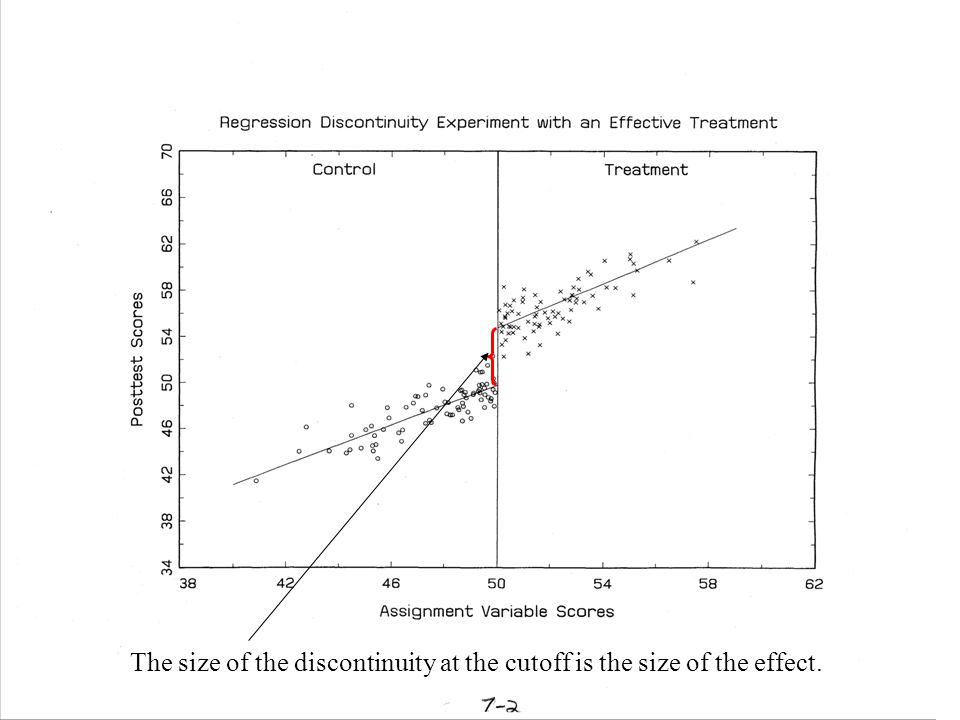 Regression Discontinuity Experiment with an Effective Treatment
Control Treatment
70
66
62
58
54
50
46
42
38
34
Posttest Scores
38 42 46 50 54 58 62
Assignment Variable Scores
The size of the discontinuity at the cutoff is the size of the effect.
7-2